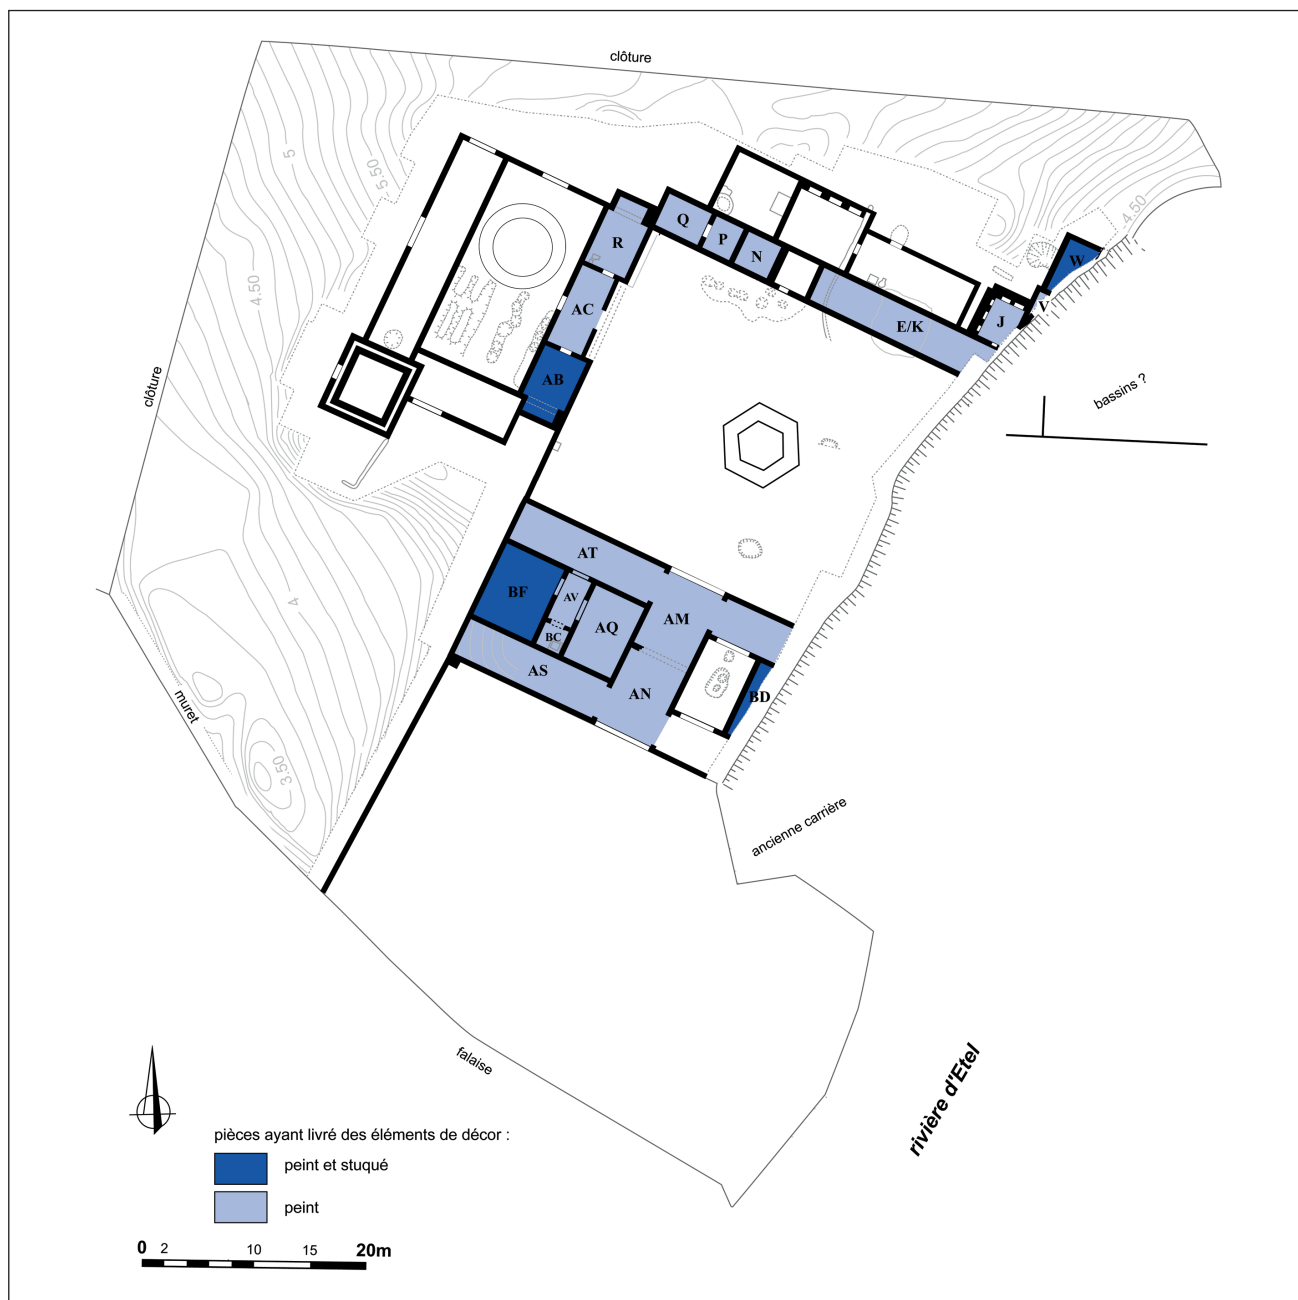 clôture
5
5.50
4.50
4.50
Q
P
R
N
W
V
AC
J
E/K
AB
bassins ?
clôture
AT
BF
AV
4
AM
AQ
BC
AS
AN
BD
muret
3.50
ancienne carrière
falaise
rivière d'Etel
pièces ayant livré des éléments de décor :
peint et stuqué
peint
0 2 10 15 20m